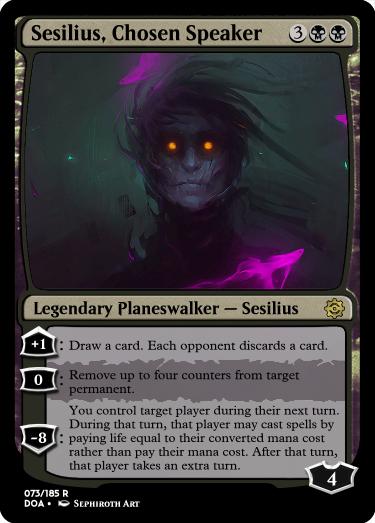 Sesilius, Chosen Speaker 3
Legendary Planeswalker — Sesilius
+1 : Draw a card. Each opponent discards a card.
0 : Remove up to four counters from target
permanent.
You control target player during their next turn.
During that turn, that player may cast spells by
-8 : paying life equal to their converted mana cost
rather than pay their mana cost. After that turn,
that player takes an extra turn.
4
073/185 R
DOA • Sephiroth Art